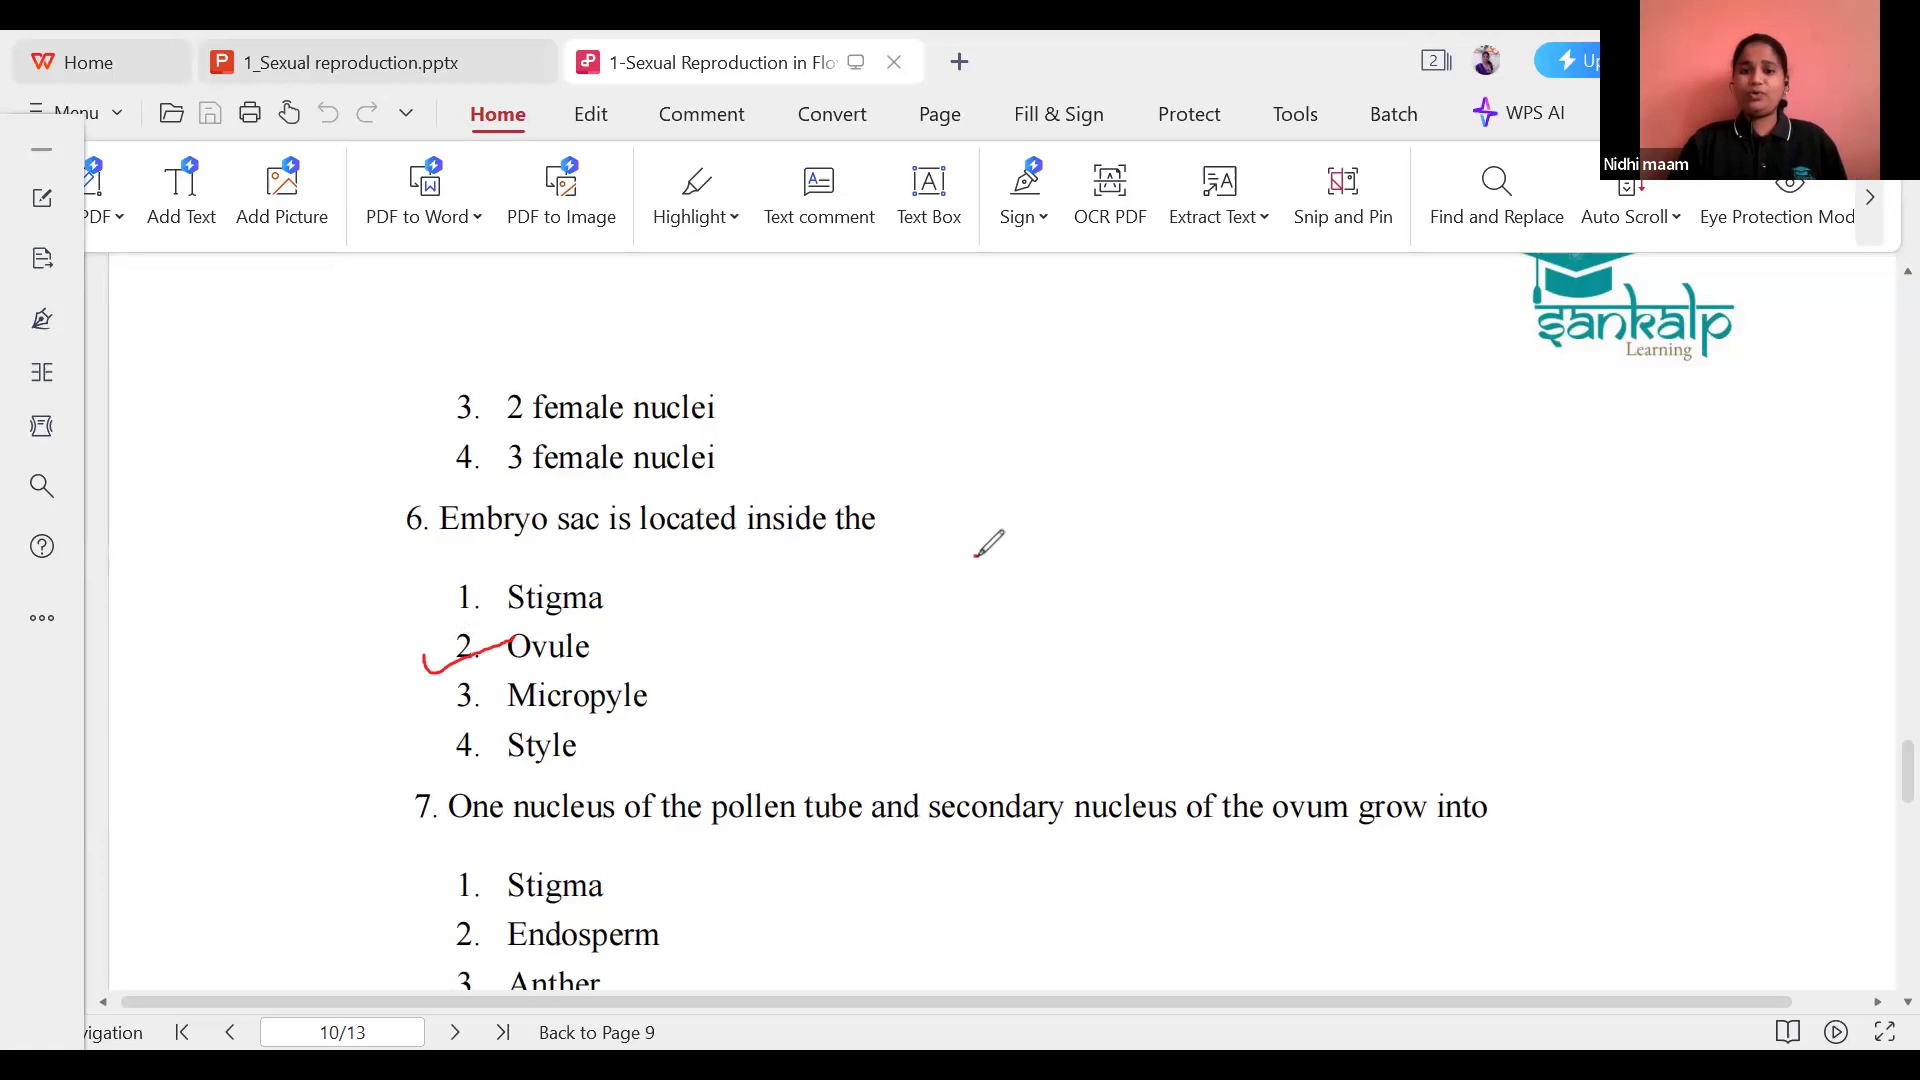 Home
1_Sexual reproduction.pptx
1-Sexual Reproduction in Flo
2
Menu
Home Edit Comment Convert Page Fill & Sign Protect Tools Batch WPS AI
Nidhi maam
PDF Add Text Add Picture PDF to Word PDF to Image Highlight Text comment Text Box Sign OCR PDF Extract Text Snip and Pin Find and Replace Auto Scroll Eye Protection Mod
sankalp
Learning
3. 2 female nuclei
4. 3 female nuclei
6. Embryo sac is located inside the
1. Stigma
2. Ovule
3. Micropyle
4. Style
7. One nucleus of the pollen tube and secondary nucleus of the ovum grow into
1. Stigma
2. Endosperm
3. Anther
vigation 10/13 Back to Page 9